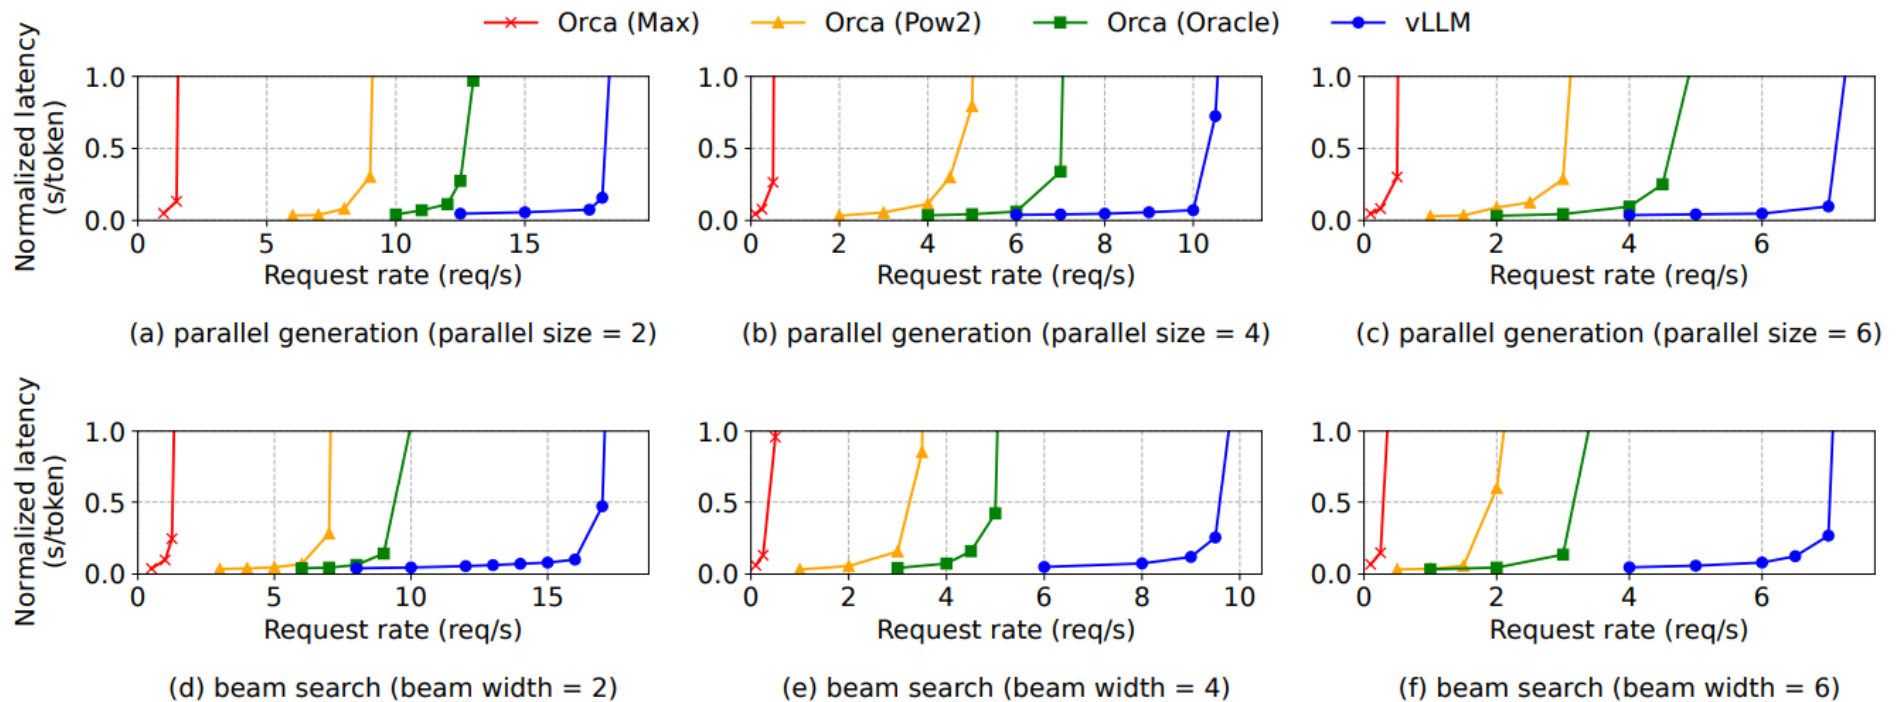 Orca (Max) Orca (Pow2) Orca (Oracle) vLLM
Normalized latency
(s/token)
1.0
0.5
0.0
0 5 10 15
Request rate (req/s)
(a) parallel generation (parallel size = 2)
1.0
0.5
0.0
0 2 4 6 8 10
Request rate (req/s)
(b) parallel generation (parallel size = 4)
1.0
0.5
0.0
0 2 4 6
Request rate (req/s)
(c) parallel generation (parallel size = 6)
Normalized latency
(s/token)
1.0
0.5
0.0
0 5 10 15
Request rate (req/s)
(d) beam search (beam width = 2)
1.0
0.5
0.0
0 2 4 6 8 10
Request rate (req/s)
(e) beam search (beam width = 4)
1.0
0.5
0.0
0 2 4 6
Request rate (req/s)
(f) beam search (beam width = 6)